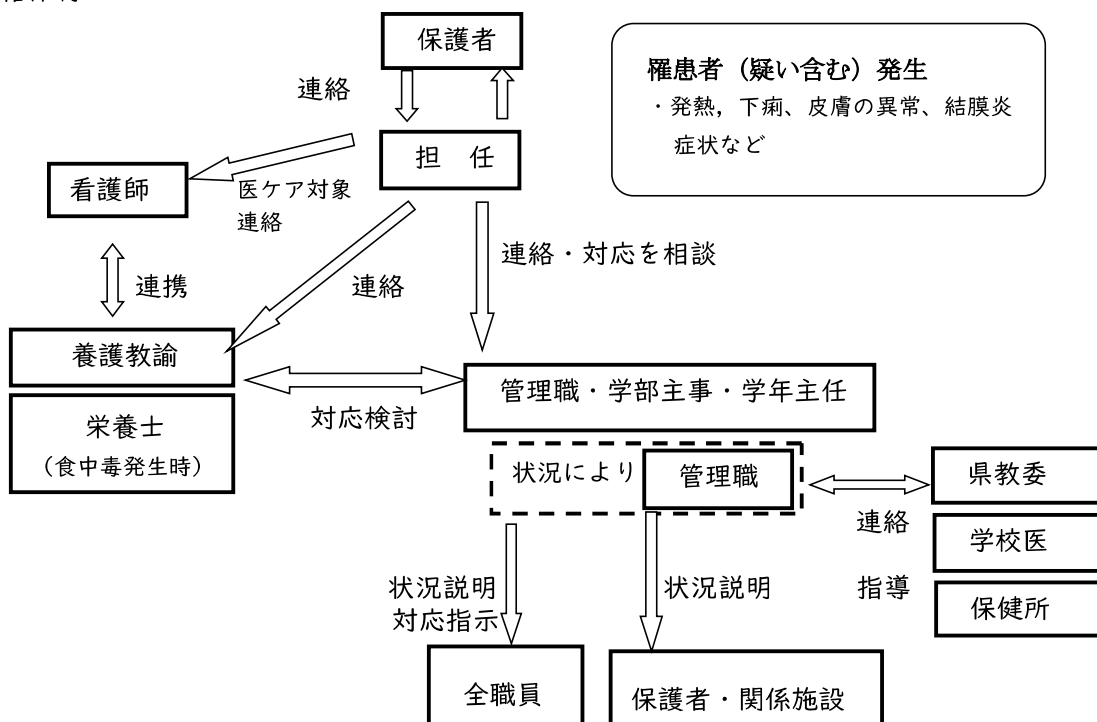 保護者
罹患者（疑い含む）発生
・発熱，下痢、皮膚の異常、結膜炎
症状など
連絡
担　任
看護師
医ケア対象
連絡
連絡・対応を相談
連携
連絡
養護教諭
管理職・学部主事・学年主任
対応検討
栄養士
（食中毒発生時）
状況により
管理職
県教委
連絡
学校医
指導
保健所
状況説明
対応指示
状況説明
全職員
保護者・関係施設